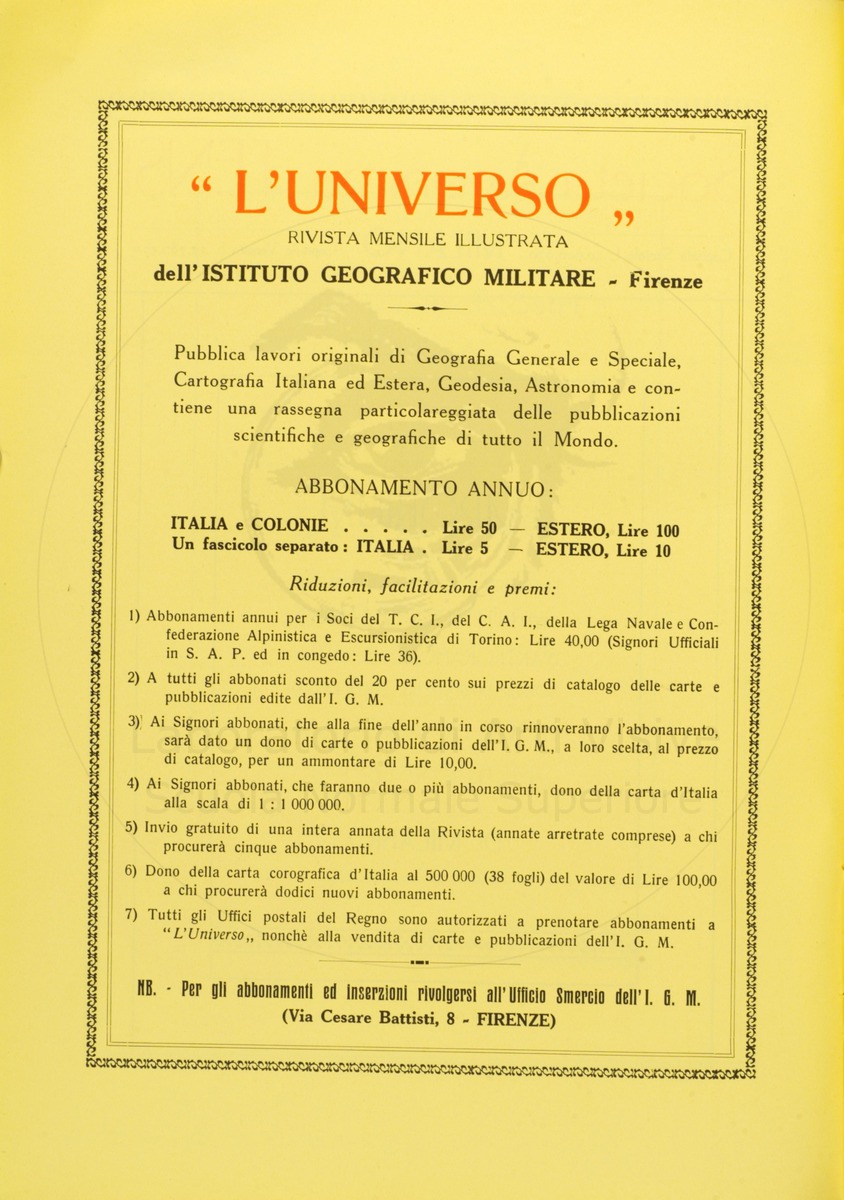 “ L’UNIVERSO „
RIVISTA MENSILE ILLUSTRATA
dell’ ISTITUTO GEOGRAFICO MILITARE - Firenze
Pubblica lavori originali di Geografia Generale e Speciale,
Cartografia Italiana ed Estera, Geodesia, Astronomia e con-
tiene una rassegna particolareggiata delle pubblicazioni
scientifiche e geografiche di tutto il Mondo.
ABBONAMENTO ANNUO:
ITALIA e COLONIE . . . . . Lire 50 — ESTERO, Lire 100
Un fascicolo separato: ITALIA . Lire 5 — ESTERO, Lire 10
Riduzioni, facilitazioni e premi:
1) Abbonamenti annui per i Soci del T. C. I., del C. A. I., della Lega Navale e Con-
federazione Alpinistica e Escursionistica di Torino: Lire 40,00 (Signori Ufficiali
in S. A. P. ed in congedo: Lire 36).
2) A tutti gli abbonati sconto del 20 per cento sui prezzi di catalogo delle carte e
pubblicazioni edite dall’I. G. M.
3) Ai Signori abbonati, che alla fine dell’anno in corso rinnoveranno l’abbonamento,
sarà dato un dono di carte o pubblicazioni dell’I. G. M., a loro scelta, al prezzo
di catalogo, per un ammontare di Lire 10,00.
4) Ai Signori abbonati, che faranno due o più abbonamenti, dono della carta d’Italia
alla scala di 1 : 1 000 000.
5) Invio gratuito di una intera annata della Rivista (annate arretrate comprese) a chi
procurerà cinque abbonamenti.
6) Dono della carta corografica d’Italia al 500 000 (38 fogli) del valore di Lire 100,00
a chi procurerà dodici nuovi abbonamenti.
7) Tutti gli Uffici postali del Regno sono autorizzati a prenotare abbonamenti a
“L’Universo„ nonchè alla vendita di carte e pubblicazioni dell’I. G. M.
NB. - Per gli abbonamenti ed inserzioni rivolgersi all’Ufficio Smercio dell’I. G. M.
(Via Cesare Battisti, 8 - FIRENZE)